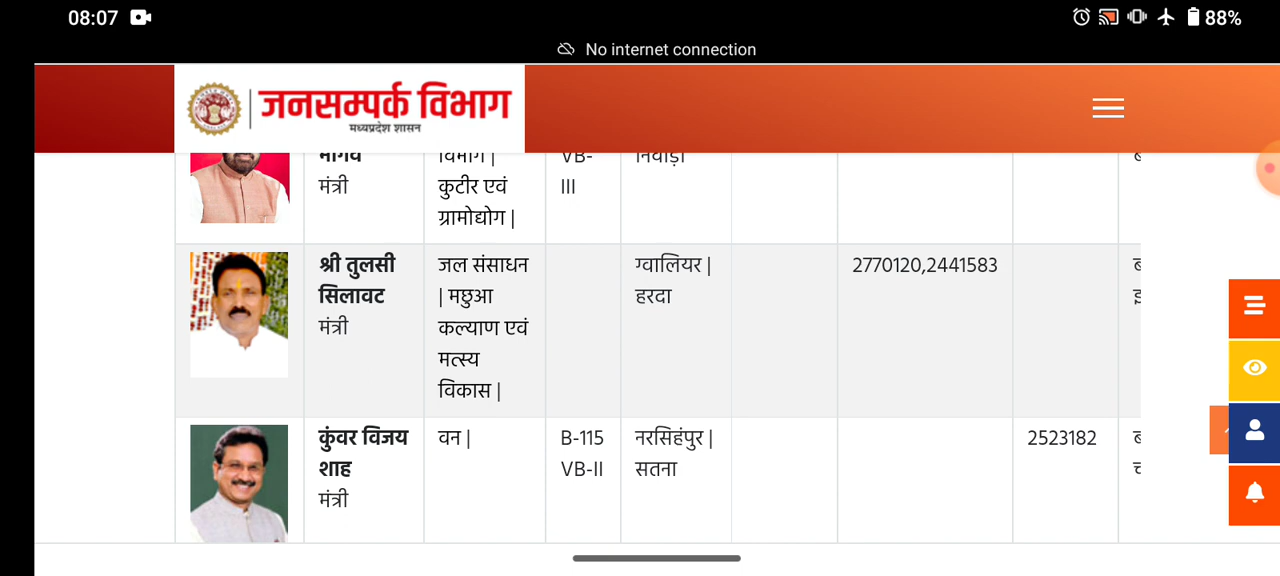 08:07
88%
No internet connection
जनसम्पर्क विभाग
मध्यप्रदेश शासन
भार्गव
मंत्री
विभाग |
कुटीर एवं
ग्रामोद्योग |
VB-
III
निवाड़ी
श्री तुलसी
सिलावट
मंत्री
जल संसाधन
| मछुआ
कल्याण एवं
मत्स्य
विकास |
ग्वालियर |
हरदा
2770120,2441583
कुंवर विजय
शाह
मंत्री
वन |
B-115
VB-II
नरसिहंपुर |
सतना
2523182